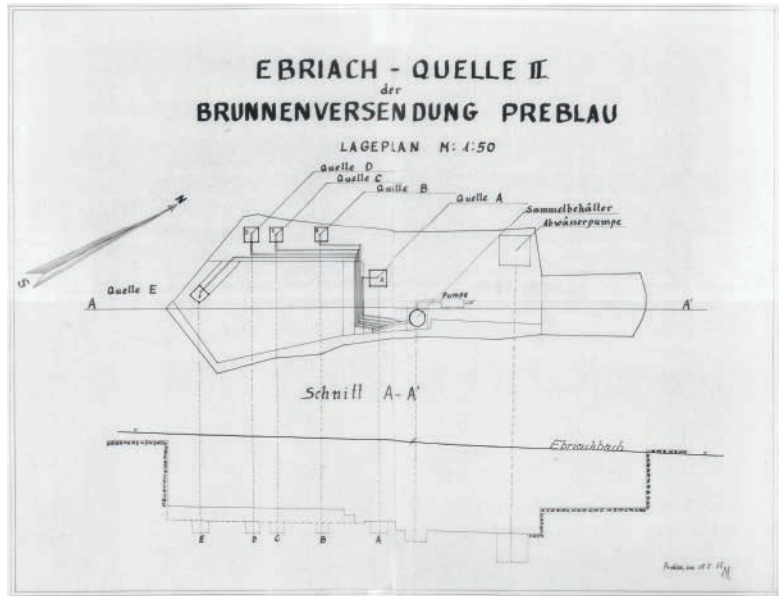 EBRIACH - QUELLE II
der
BRUNNENVERSENDUNG PREBLAU
LAGEPLAN M: 1:50
Quelle D
Quelle C
Quelle B
Quelle A
Sammelbehälter
Abwässerpumpe
N
S
Quelle E
Pumpe
A
A'
Schnitt A-A'
Ebriachbach
E
D
C
B
A